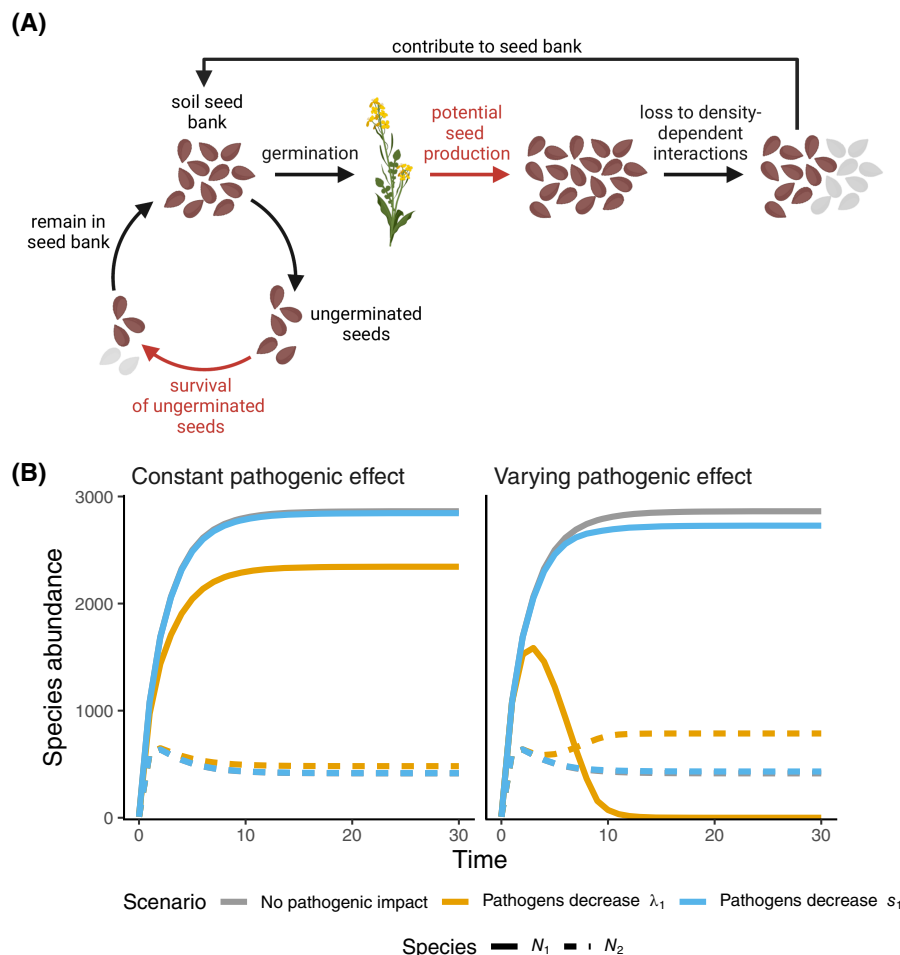 (A)
contribute to seed bank
soil seed
bank
germination
potential
seed
production
loss to density-
dependent
interactions
remain in
seed bank
ungerminated
seeds
survival
of ungerminated
seeds
(B)
Constant pathogenic effect
Varying pathogenic effect
Species abundance
3000
2000
1000
0
0 10 20 30
0 10 20 30
Time
Scenario No pathogenic impact Pathogens decrease λ₁ Pathogens decrease s₁
Species N₁ N₂